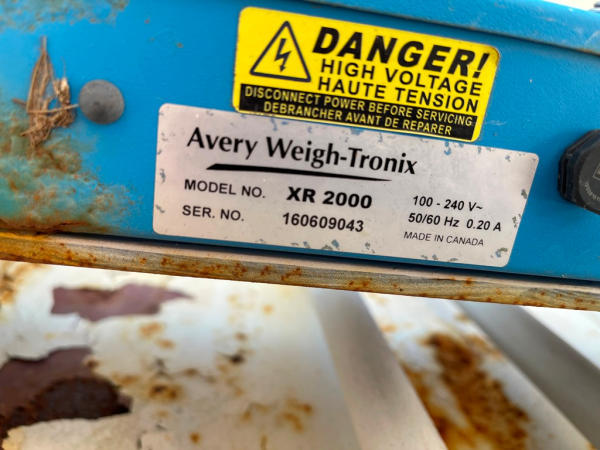 DANGER!
HIGH VOLTAGE
HAUTE TENSION
DISCONNECT POWER BEFORE SERVICING
DEBRANCHER AVANT DE REPARER
Avery Weigh-Tronix
MODEL NO. XR 2000
SER. NO. 160609043
100 - 240 V~
50/60 Hz 0.20 A
MADE IN CANADA